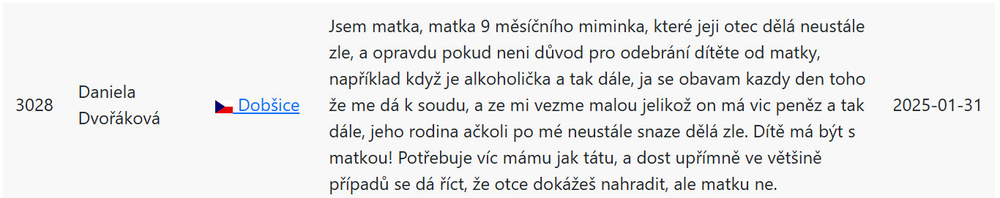 Jsem matka, matka 9 měsíčního miminka, které jeji otec dělá neustále
zle, a opravdu pokud neni důvod pro odebrání dítěte od matky,
například když je alkoholička a tak dále, ja se obavam kazdy den toho
že me dá k soudu, a ze mi vezme malou jelikož on má vic peněz a tak
dále, jeho rodina ačkoli po mé neustále snaze dělá zle. Dítě má být s
matkou! Potřebuje víc mámu jak tátu, a dost upřímně ve většině
případů se dá říct, že otce dokážeš nahradit, ale matku ne.
3028
Daniela
Dvořáková
Dobšice
2025-01-31